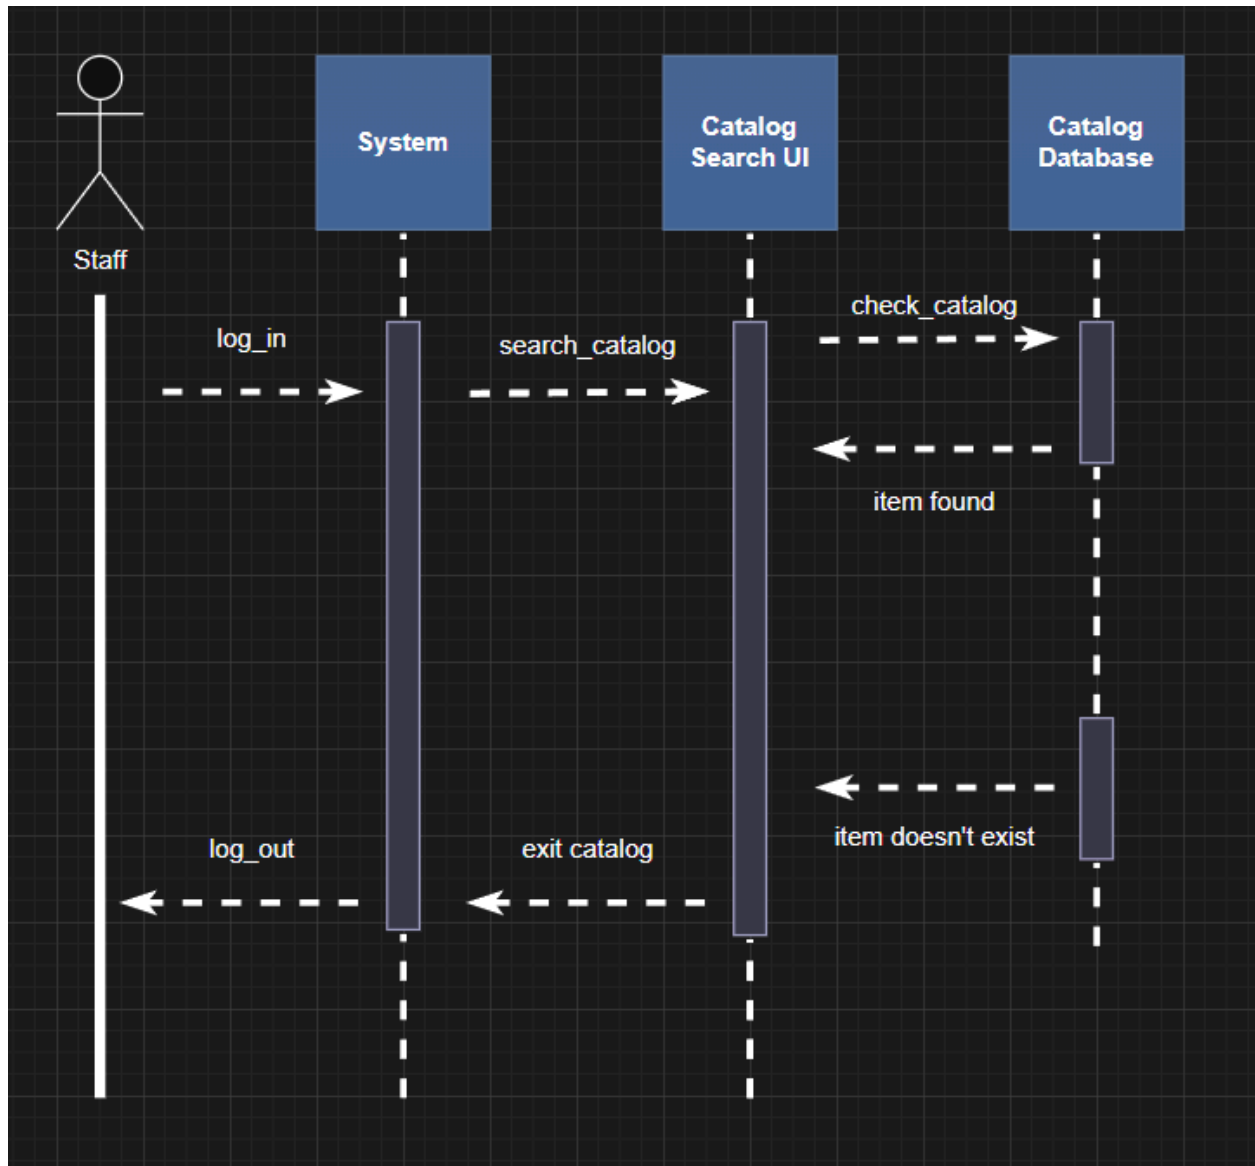 System
Catalog
Search UI
Catalog
Database
Staff
check_catalog
log_in
search_catalog
item found
item doesn't exist
log_out
exit catalog